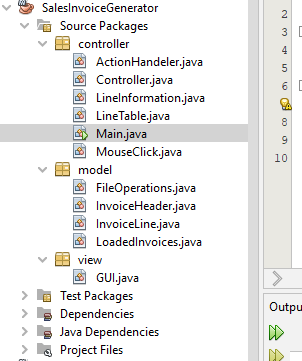 SalesInvoiceGenerator
Source Packages
controller
ActionHandeler.java
Controller.java
LineInformation.java
LineTable.java
Main.java
MouseClick.java
model
FileOperations.java
InvoiceHeader.java
InvoiceLine.java
LoadedInvoices.java
view
GUI.java
Test Packages
Dependencies
Java Dependencies
Project Files
2
3
5
6
8
9
10
Outpu